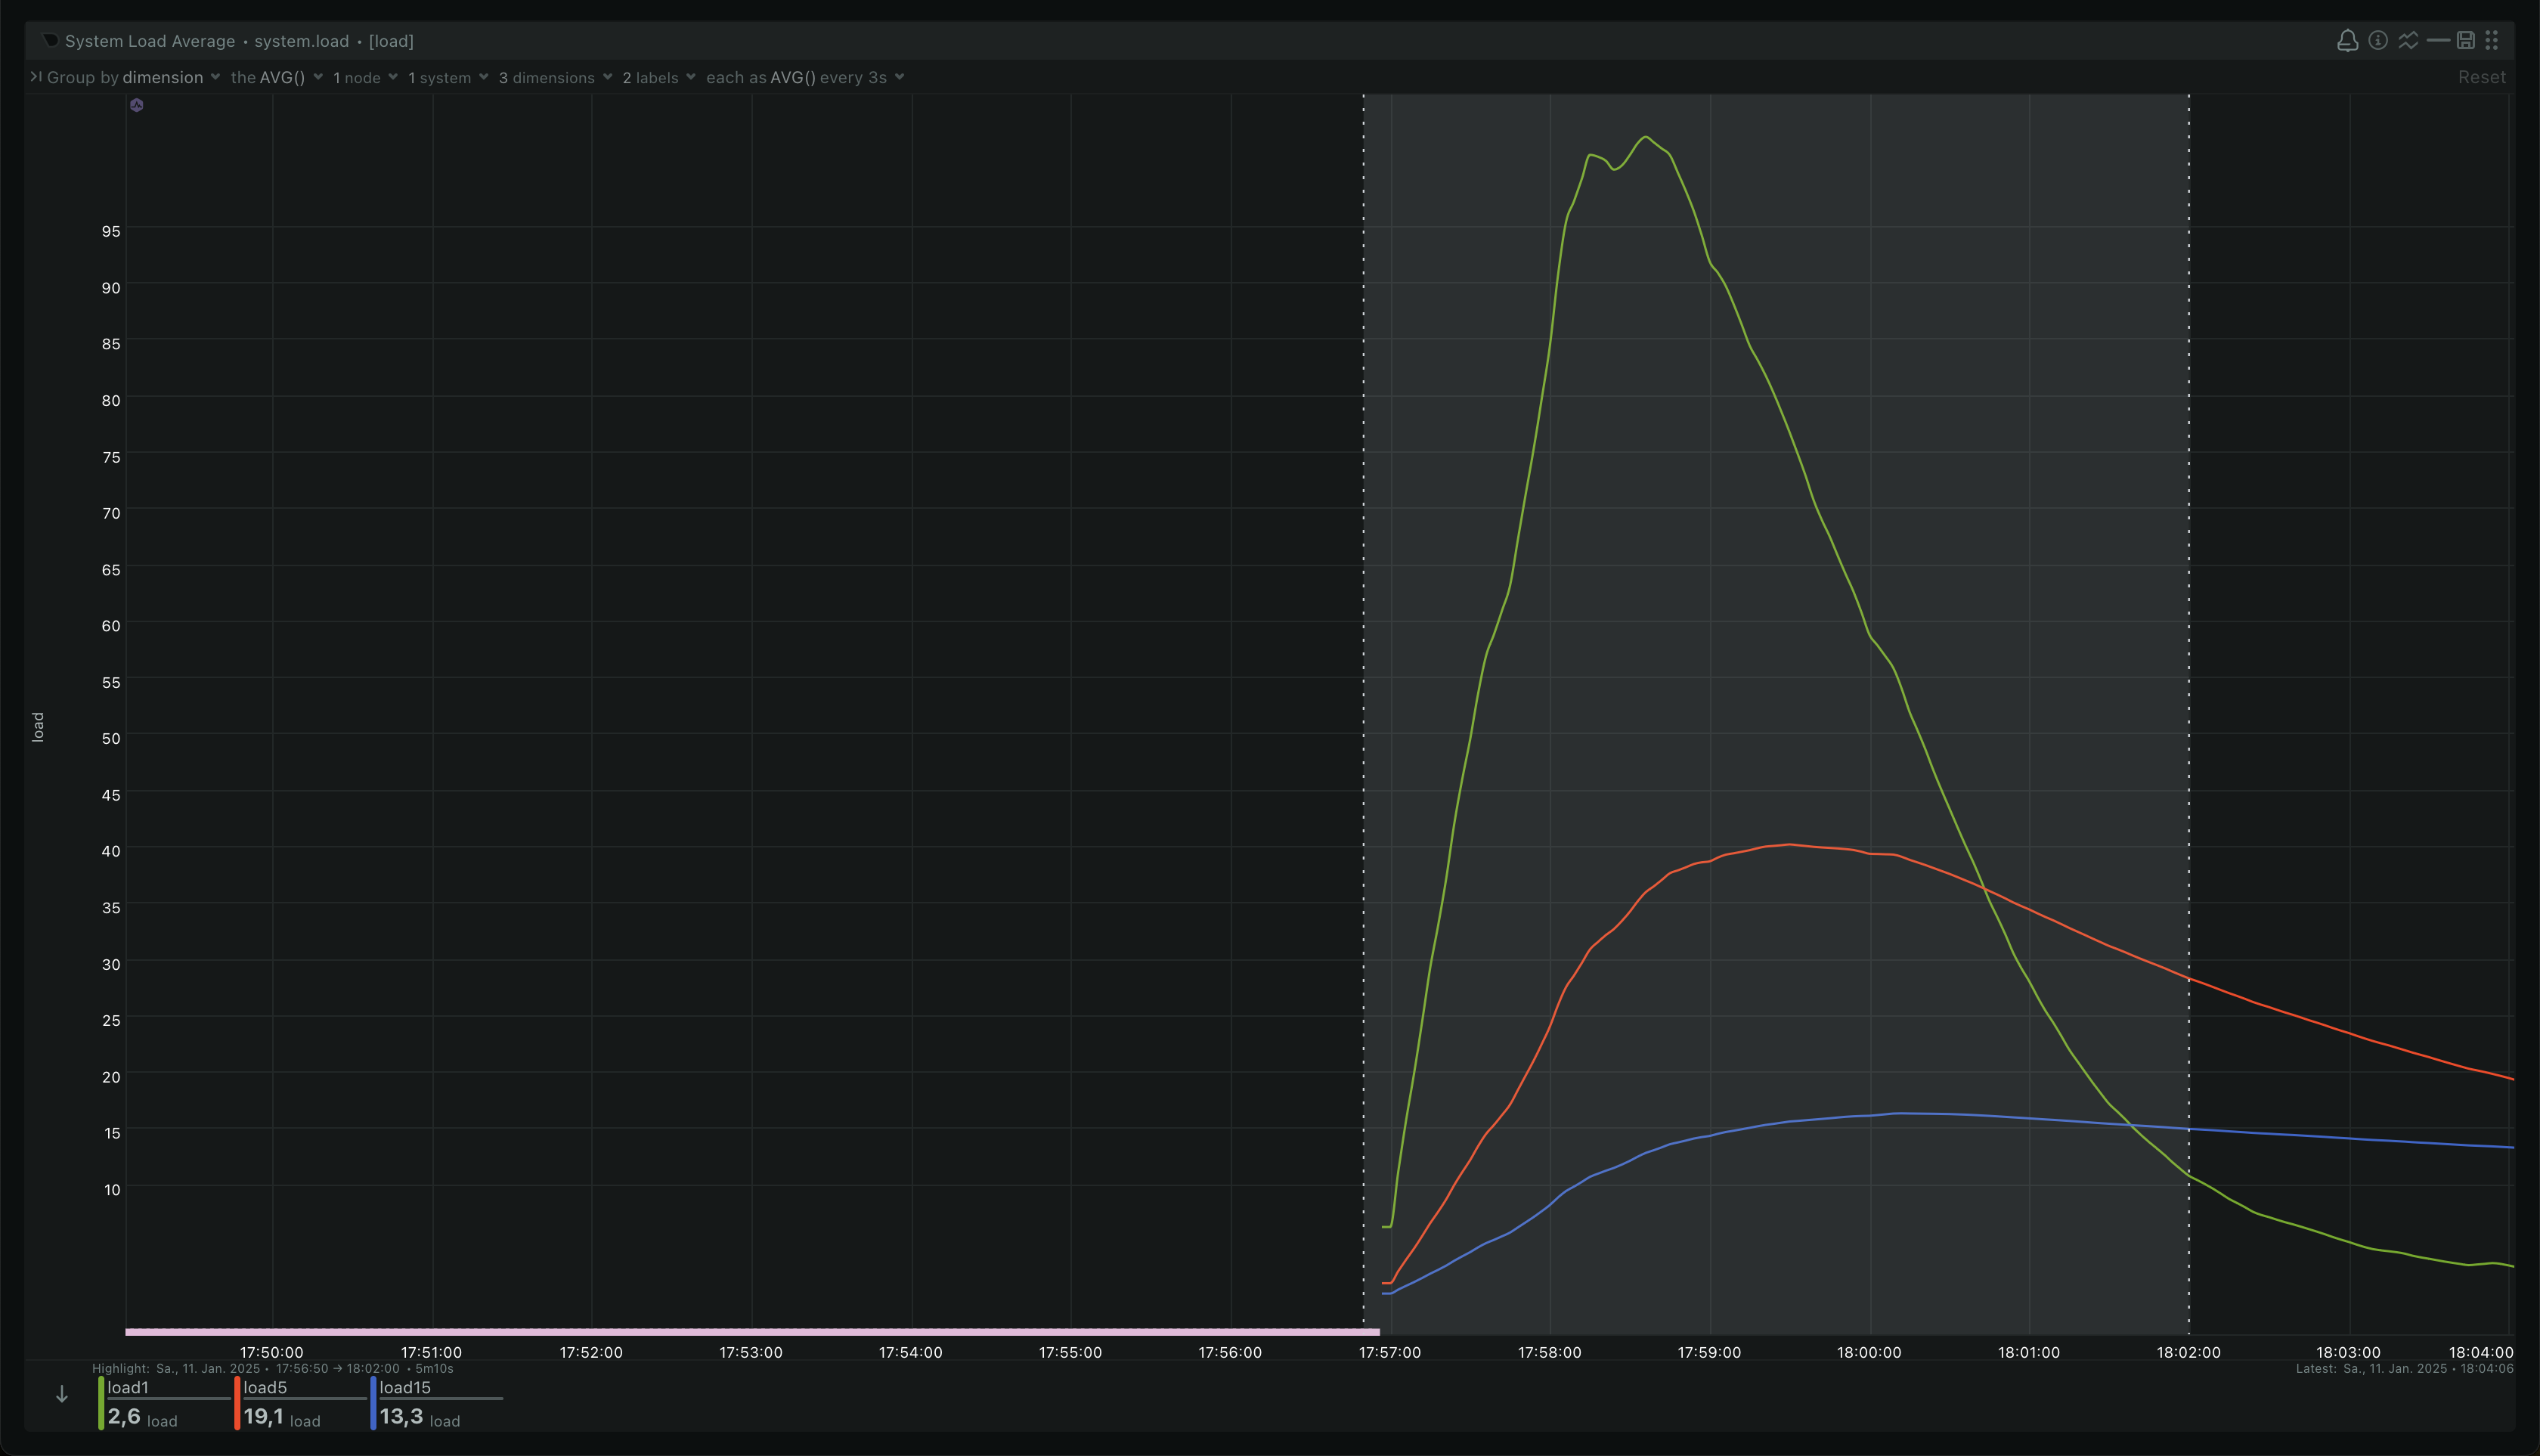 System Load Average • system.load • [load]
Group by dimension the AVG() 1 node 1 system 3 dimensions 2 labels each as AVG() every 3s Reset
95
90
85
80
75
70
65
60
55
50
45
40
35
30
25
20
15
10
load
17:50:00 17:51:00 17:52:00 17:53:00 17:54:00 17:55:00 17:56:00 17:57:00 17:58:00 17:59:00 18:00:00 18:01:00 18:02:00 18:03:00 18:04:00
Highlight: Sa., 11. Jan. 2025 • 17:56:50 → 18:02:00 • 5m10s Latest: Sa., 11. Jan. 2025 • 18:04:06
load1 load5 load15
2,6 load 19,1 load 13,3 load